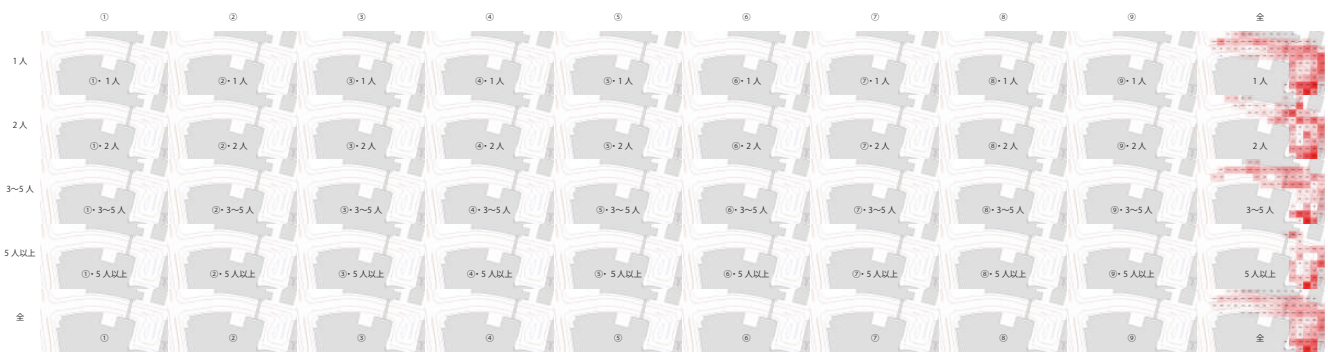 ① ② ③ ④ ⑤ ⑥ ⑦ ⑧ ⑨ 全
1人
①・1人 ②・1人 ③・1人 ④・1人 ⑤・1人 ⑥・1人 ⑦・1人 ⑧・1人 ⑨・1人 1人
2人
①・2人 ②・2人 ③・2人 ④・2人 ⑤・2人 ⑥・2人 ⑦・2人 ⑧・2人 ⑨・2人 2人
3〜5人
①・3〜5人 ②・3〜5人 ③・3〜5人 ④・3〜5人 ⑤・3〜5人 ⑥・3〜5人 ⑦・3〜5人 ⑧・3〜5人 ⑨・3〜5人 3〜5人
5人以上
①・5人以上 ②・5人以上 ③・5人以上 ④・5人以上 ⑤・5人以上 ⑥・5人以上 ⑦・5人以上 ⑧・5人以上 ⑨・5人以上 5人以上
全
① ② ③ ④ ⑤ ⑥ ⑦ ⑧ ⑨ 全